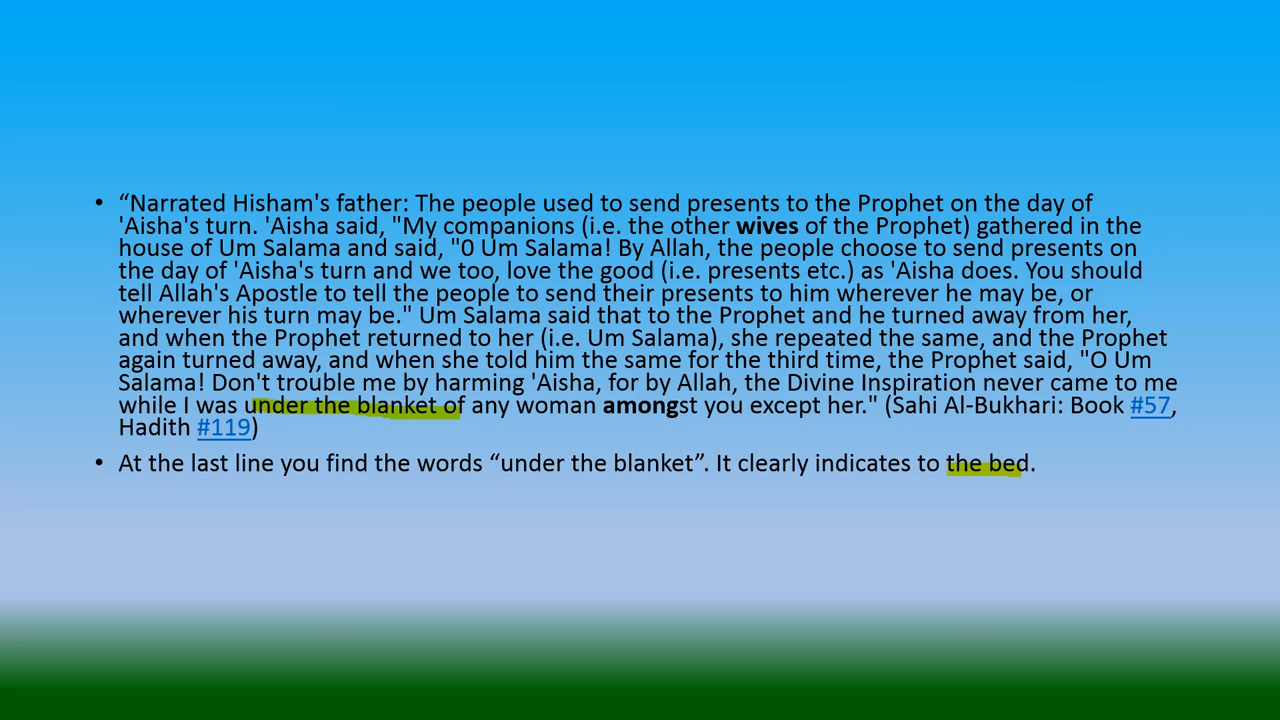 • “Narrated Hisham's father: The people used to send presents to the Prophet on the day of
'Aisha's turn. 'Aisha said, "My companions (i.e. the other wives of the Prophet) gathered in the
house of Um Salama and said, "0 Um Salama! By Allah, the people choose to send presents on
the day of 'Aisha's turn and we too, love the good (i.e. presents etc.) as 'Aisha does. You should
tell Allah's Apostle to tell the people to send their presents to him wherever he may be, or
wherever his turn may be." Um Salama said that to the Prophet and he turned away from her,
and when the Prophet returned to her (i.e. Um Salama), she repeated the same, and the Prophet
again turned away, and when she told him the same for the third time, the Prophet said, "O Um
Salama! Don't trouble me by harming 'Aisha, for by Allah, the Divine Inspiration never came to me
while I was under the blanket of any woman amongst you except her." (Sahi Al-Bukhari: Book #57,
Hadith #119)
• At the last line you find the words “under the blanket”. It clearly indicates to the bed.